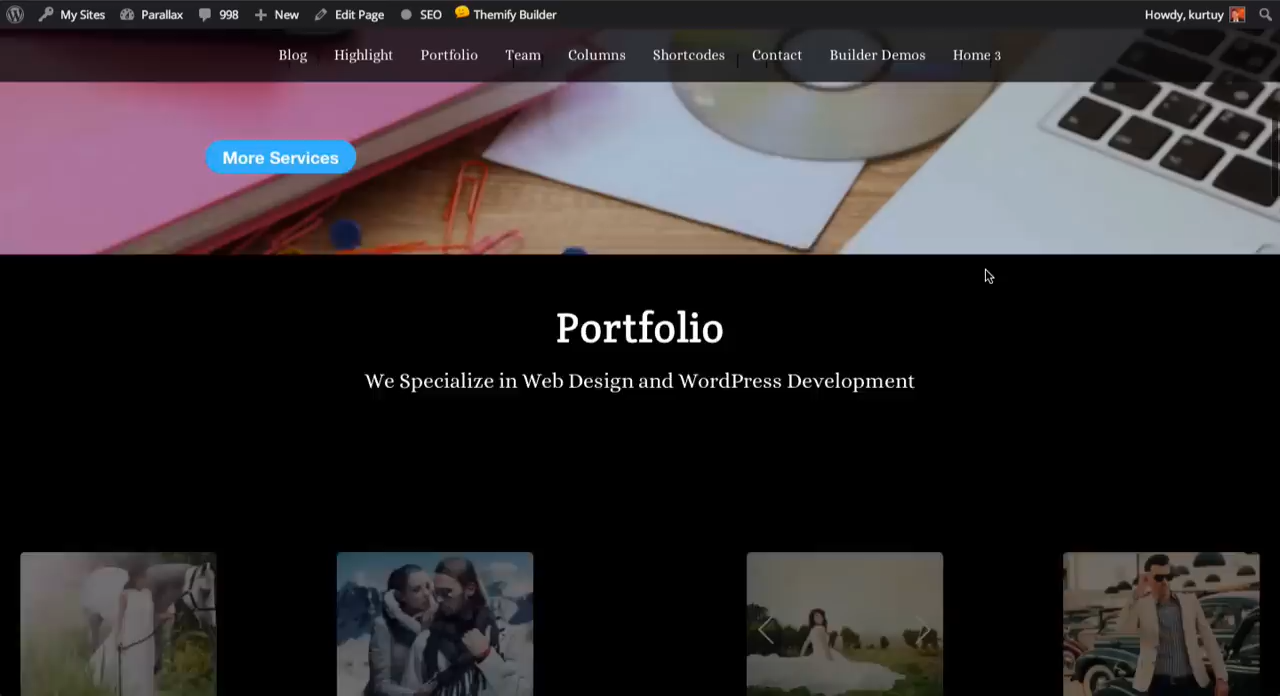 My Sites Parallax 998 New Edit Page SEO Themify Builder Howdy, kurtuy
Blog Highlight Portfolio Team Columns Shortcodes Contact Builder Demos Home 3
More Services
Portfolio
We Specialize in Web Design and WordPress Development